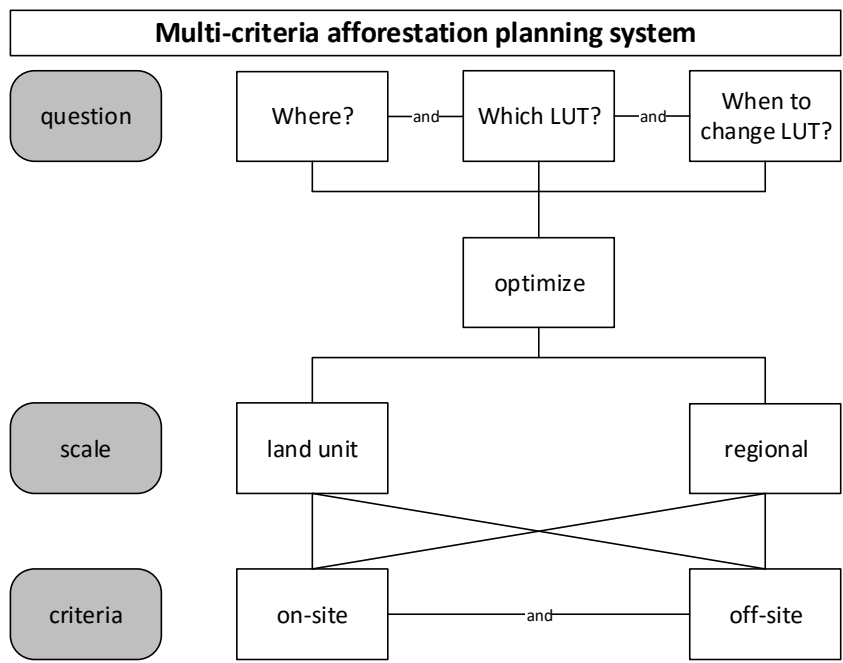 Multi-criteria afforestation planning system
question
Where?
and
Which LUT?
and
When to
change LUT?
optimize
scale
land unit
regional
criteria
on-site
and
off-site